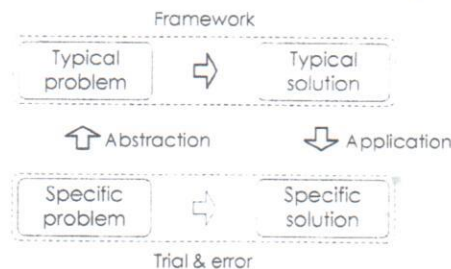 Framework
Typical
problem
Typical
solution
Abstraction
Application
Specific
problem
Specific
solution
Trial & error